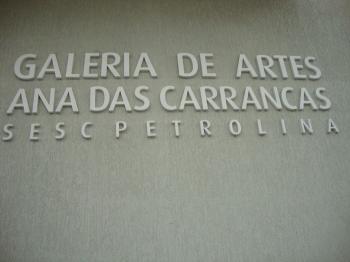 GALERIA DE ARTES
ANA DAS CARRANCAS
SESC PETROLINA